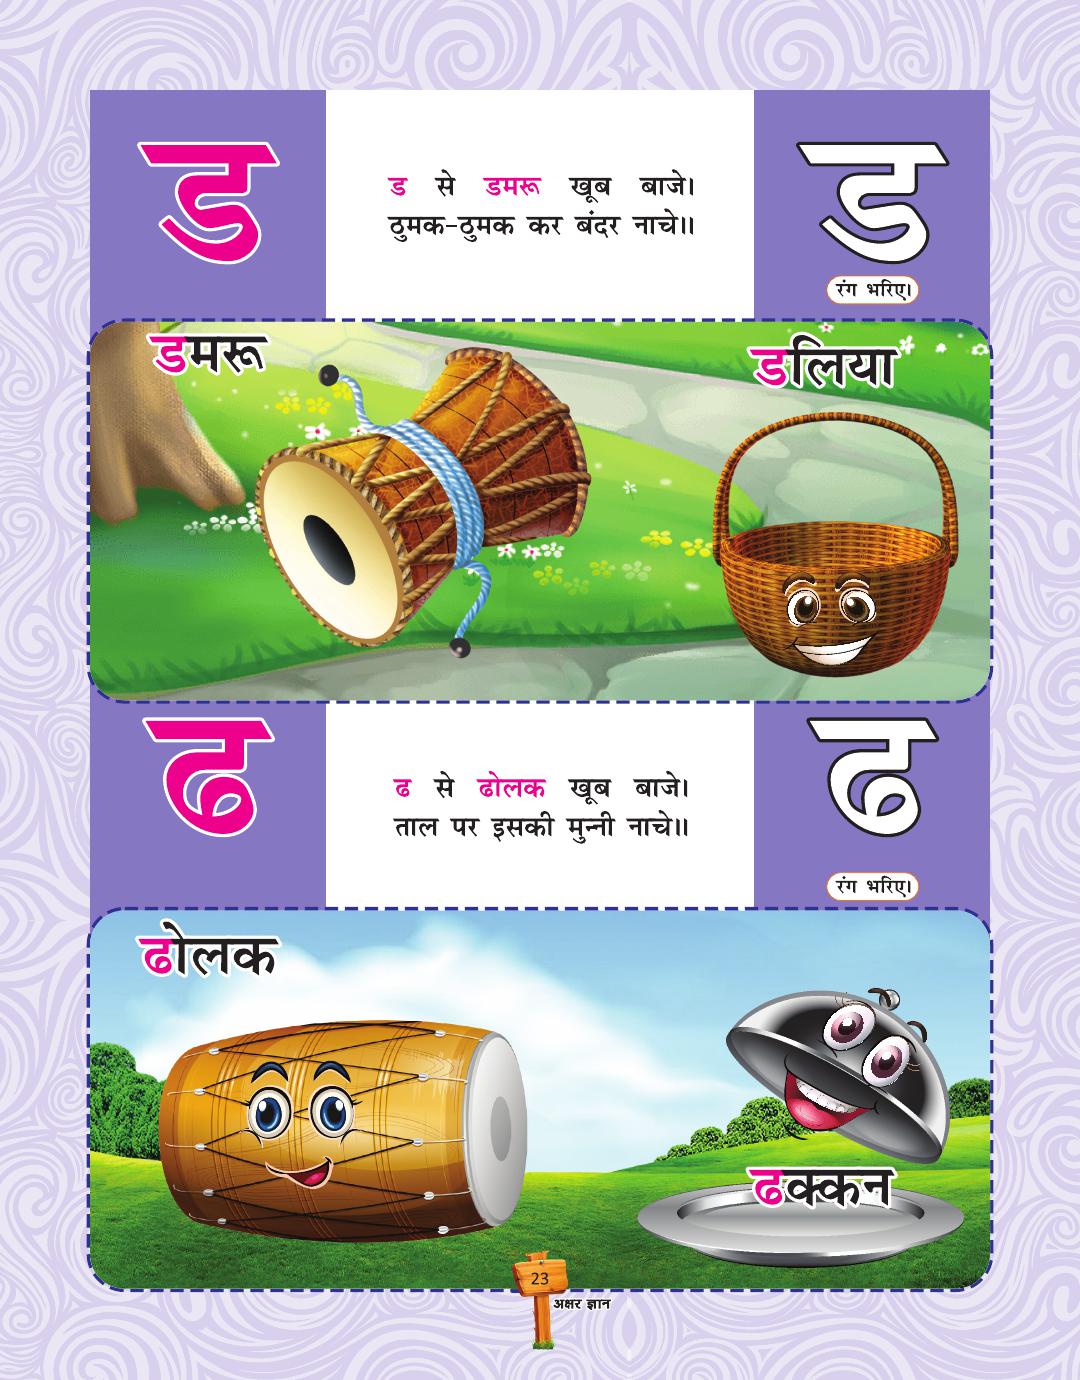 ड
ड से डमरू खूब बाजे।
ठुमक-ठुमक कर बंदर नाचे॥
ड
रंग भरिए।
डमरू
डलिया
ढ
ढ से ढोलक खूब बाजे।
ताल पर इसकी मुन्नी नाचे॥
ढ
रंग भरिए।
ढोलक
ढक्कन
23
अक्षर ज्ञान